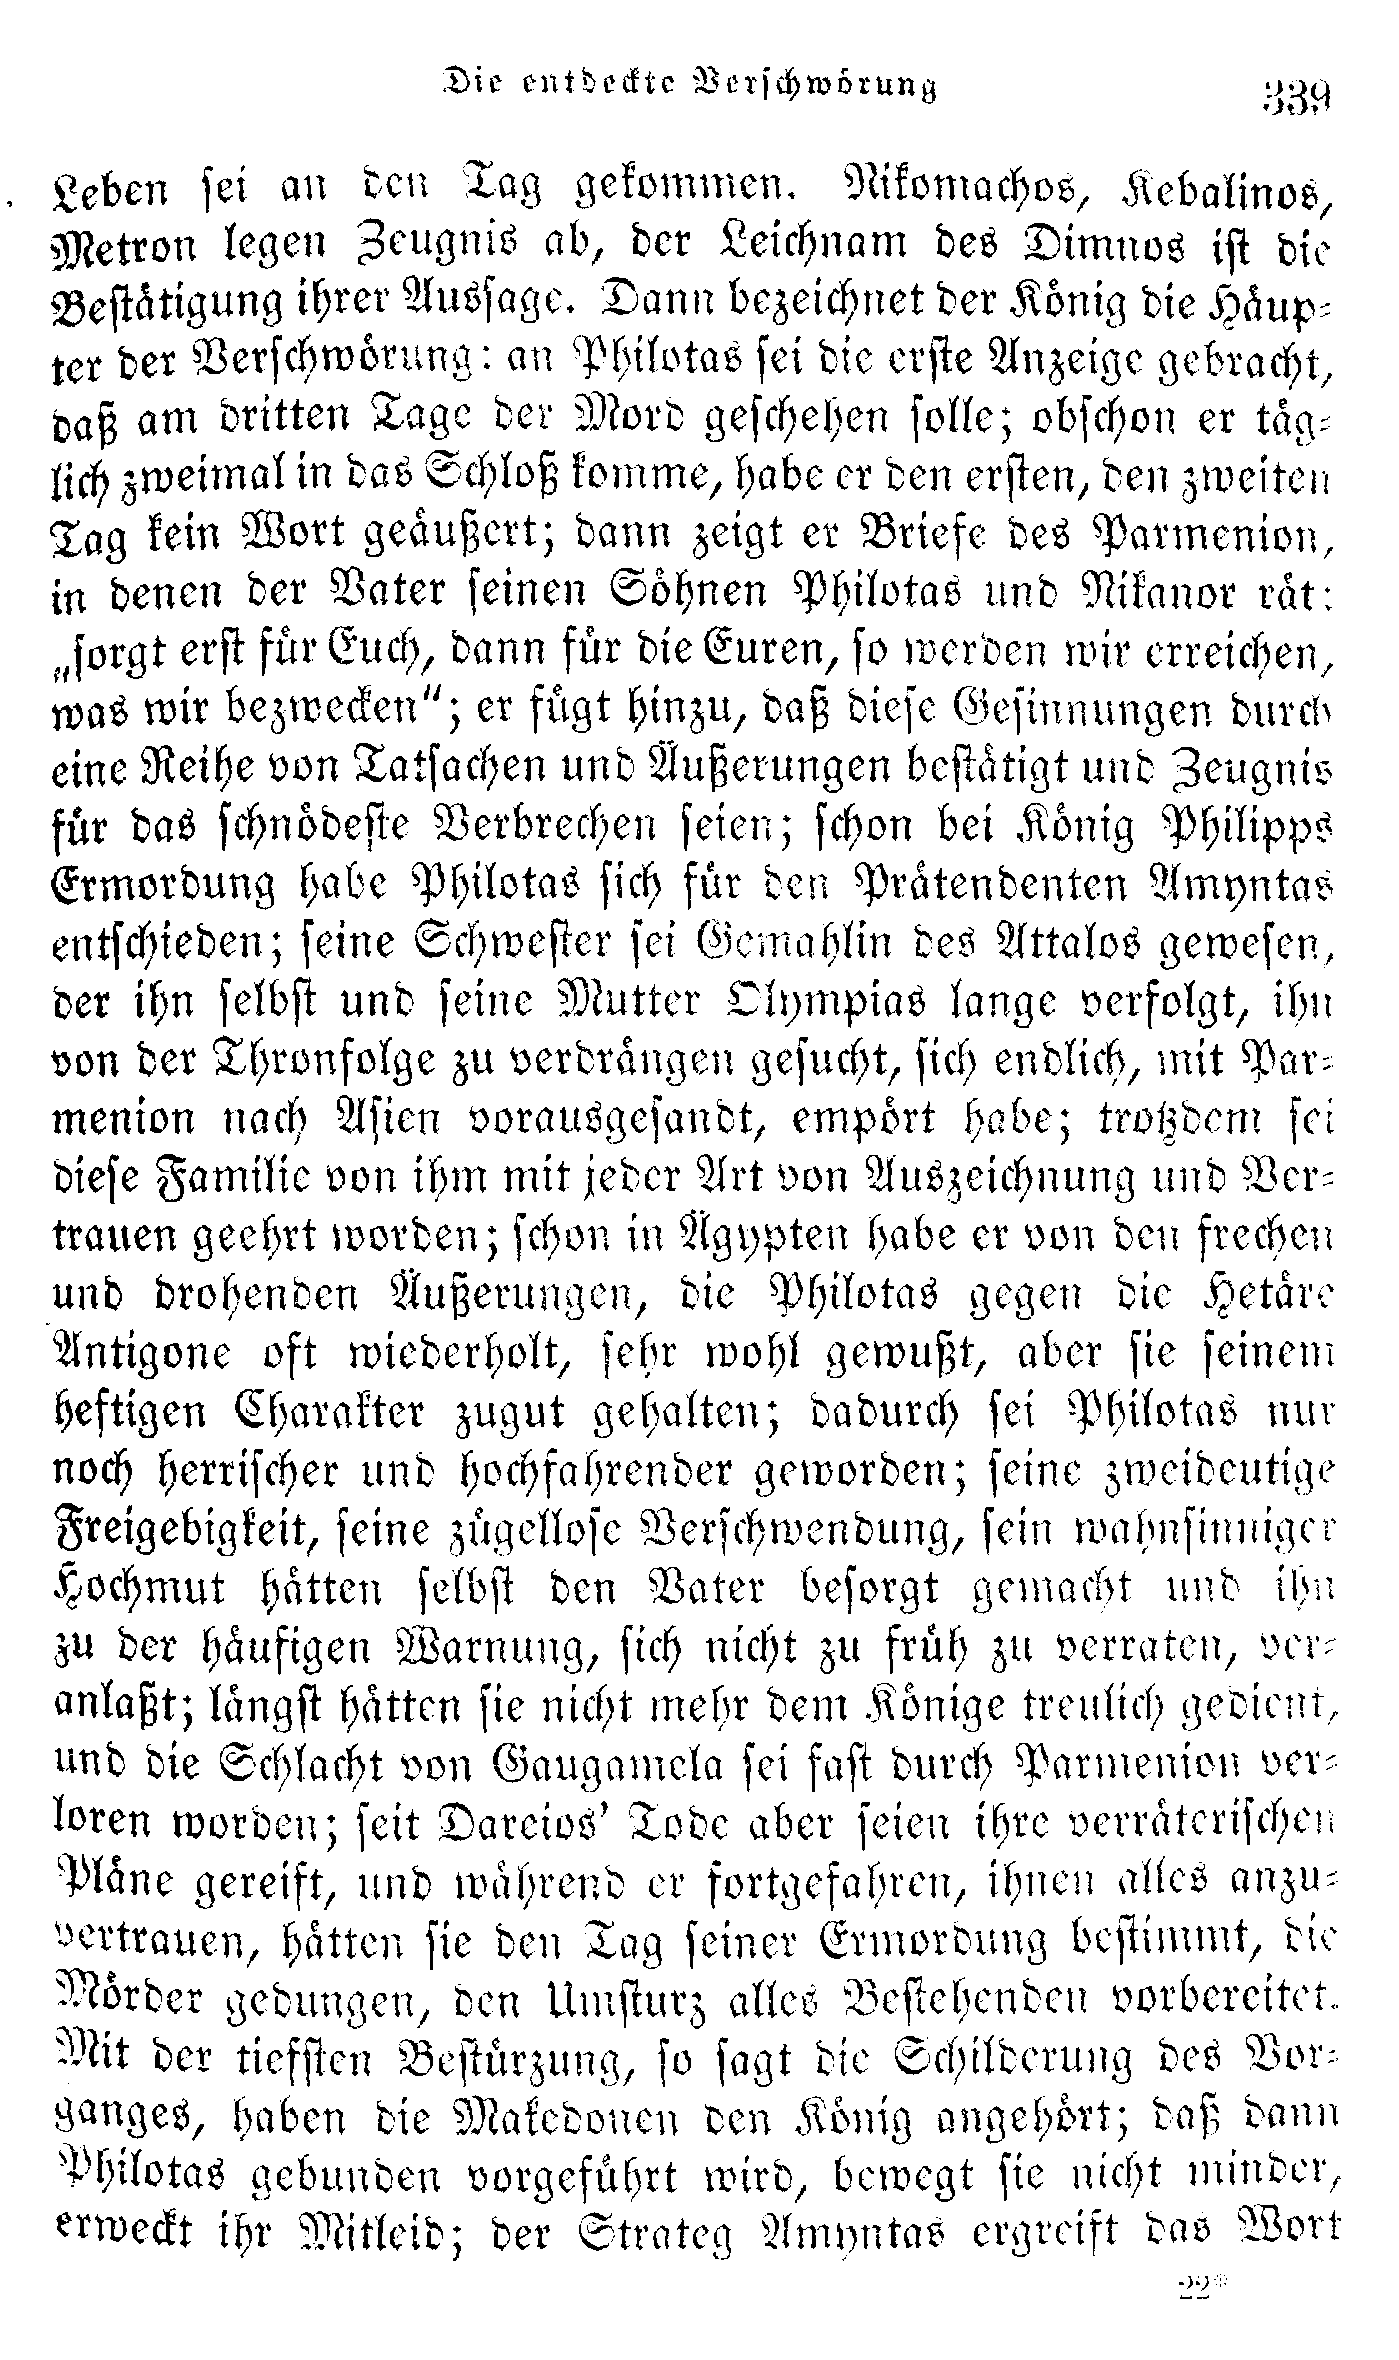 Die entdeckte Verschwörung
339
Leben sei an den Tag gekommen. Nikomachos, Kebalinos,
Metron legen Zeugnis ab, der Leichnam des Dimnos ist die
Bestätigung ihrer Aussage. Dann bezeichnet der König die Häup-
ter der Verschwörung: an Philotas sei die erste Anzeige gebracht,
daß am dritten Tage der Mord geschehen solle; obschon er täg-
lich zweimal in das Schloß komme, habe er den ersten, den zweiten
Tag kein Wort geäußert; dann zeigt er Briefe des Parmenion,
in denen der Vater seinen Söhnen Philotas und Nikanor rät:
„sorgt erst für Euch, dann für die Euren, so werden wir erreichen,
was wir bezwecken“; er fügt hinzu, daß diese Gesinnungen durch
eine Reihe von Tatsachen und Äußerungen bestätigt und Zeugnis
für das schnödeste Verbrechen seien; schon bei König Philipps
Ermordung habe Philotas sich für den Prätendenten Amyntas
entschieden; seine Schwester sei Gemahlin des Attalos gewesen,
der ihn selbst und seine Mutter Olympias lange verfolgt, ihn
von der Thronfolge zu verdrängen gesucht, sich endlich, mit Par-
menion nach Asien vorausgesandt, empört habe; trotzdem sei
diese Familie von ihm mit jeder Art von Auszeichnung und Ver-
trauen geehrt worden; schon in Ägypten habe er von den frechen
und drohenden Äußerungen, die Philotas gegen die Hetäre
Antigone oft wiederholt, sehr wohl gewußt, aber sie seinem
heftigen Charakter zugut gehalten; dadurch sei Philotas nur
noch herrischer und hochfahrender geworden; seine zweideutige
Freigebigkeit, seine zügellose Verschwendung, sein wahnsinniger
Hochmut hätten selbst den Vater besorgt gemacht und ihn
zu der häufigen Warnung, sich nicht zu früh zu verraten, ver-
anlaßt; längst hätten sie nicht mehr dem Könige treulich gedient,
und die Schlacht von Gaugamela sei fast durch Parmenion ver-
loren worden; seit Dareios’ Tode aber seien ihre verräterischen
Pläne gereift, und während er fortgefahren, ihnen alles anzu-
vertrauen, hätten sie den Tag seiner Ermordung bestimmt, die
Mörder gedungen, den Umsturz alles Bestehenden vorbereitet.
Mit der tiefsten Bestürzung, so sagt die Schilderung des Vor-
ganges, haben die Makedonen den König angehört; daß dann
Philotas gebunden vorgeführt wird, bewegt sie nicht minder,
erweckt ihr Mitleid; der Strateg Amyntas ergreift das Wort
22*